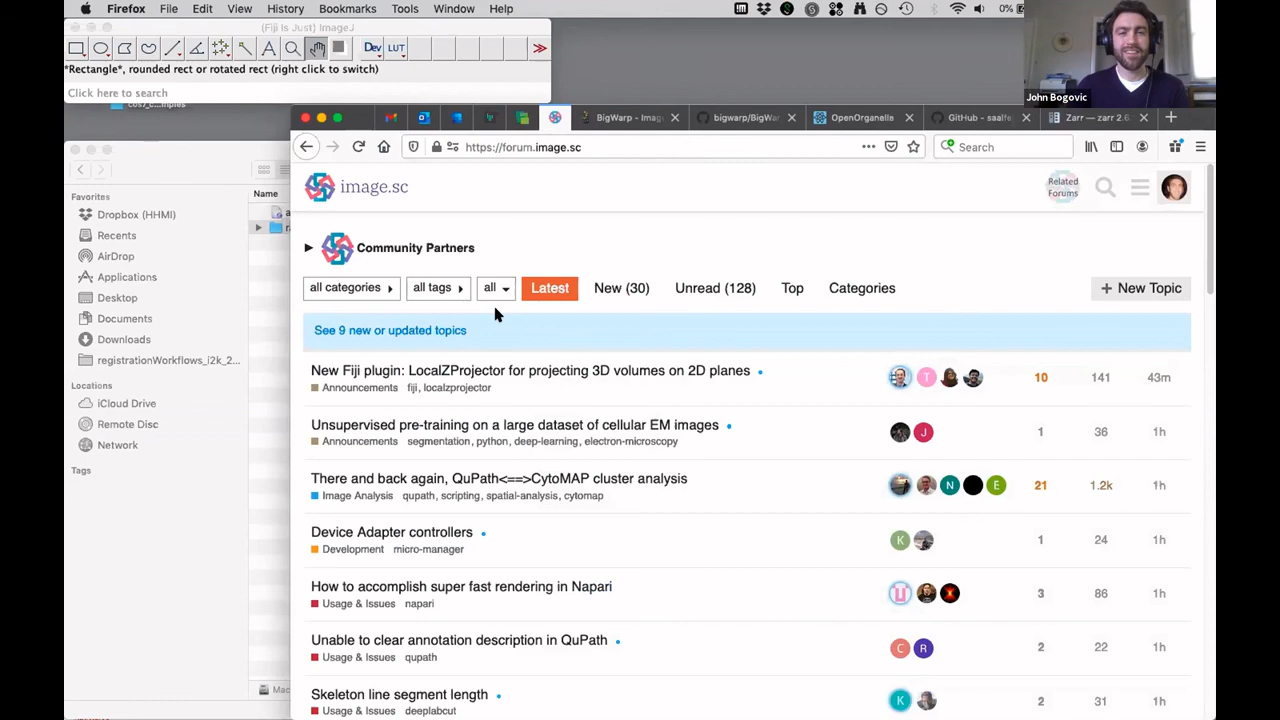 Firefox File Edit View History Bookmarks Tools Window Help
0%
(Fiji Is Just) ImageJ
Dev LUT
*Rectangle*, rounded rect or rotated rect (right click to switch)
Click here to search
John Bogovic
BigWarp - Imag
bigwarp/BigWar
OpenOrganelle
GitHub - saalfe
Zarr — zarr 2.6.
https://forum.image.sc
Search
Favorites
Dropbox (HHMI)
Recents
AirDrop
Applications
Desktop
Documents
Downloads
registrationWorkflows_i2k_2...
Locations
iCloud Drive
Remote Disc
Network
Tags
Name
Mac
image.sc
Related
Forums
Community Partners
all categories all tags all Latest New (30) Unread (128) Top Categories + New Topic
See 9 new or updated topics
New Fiji plugin: LocalZProjector for projecting 3D volumes on 2D planes
Announcements fiji, localzprojector
T 10 141 43m
Unsupervised pre-training on a large dataset of cellular EM images
Announcements segmentation, python, deep-learning, electron-microscopy
J 1 36 1h
There and back again, QuPath<==>CytoMAP cluster analysis
Image Analysis qupath, scripting, spatial-analysis, cytomap
N E 21 1.2k 1h
Device Adapter controllers
Development micro-manager
K 1 24 1h
How to accomplish super fast rendering in Napari
Usage & Issues napari
3 86 1h
Unable to clear annotation description in QuPath
Usage & Issues qupath
C R 2 22 1h
Skeleton line segment length
Usage & Issues deeplabcut
K 2 31 1h